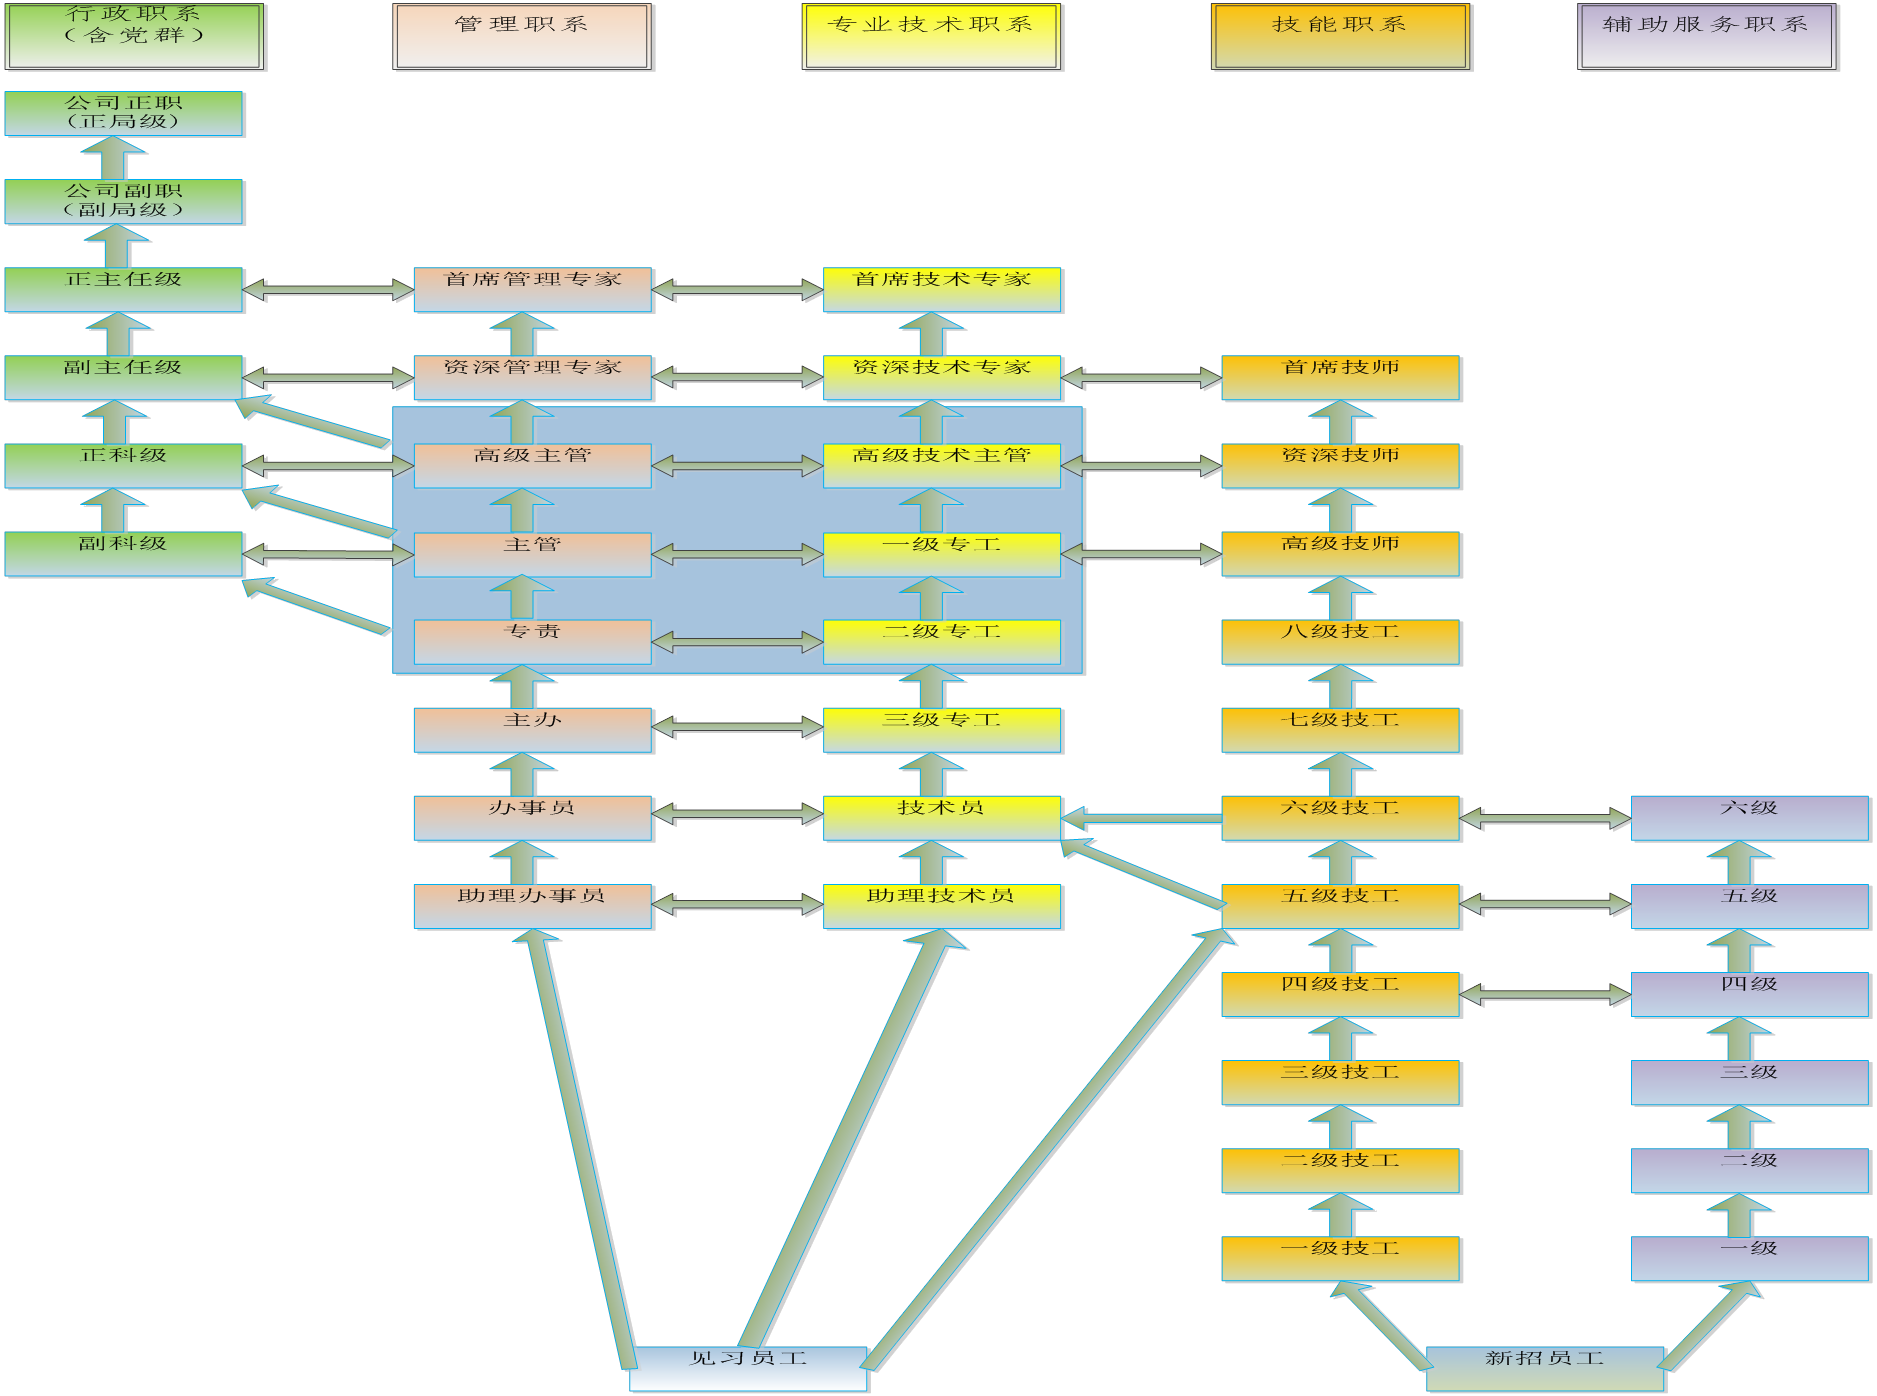 行政职系
（含党群）
管理职系
专业技术职系
技能职系
辅助服务职系
公司正职
（正局级）
公司副职
（副局级）
正主任级
首席管理专家
首席技术专家
副主任级
资深管理专家
资深技术专家
首席技师
正科级
高级主管
高级技术主管
资深技师
副科级
主管
一级专工
高级技师
专责
二级专工
八级技工
主办
三级专工
七级技工
办事员
技术员
六级技工
六级
助理办事员
助理技术员
五级技工
五级
四级技工
四级
三级技工
三级
二级技工
二级
一级技工
一级
见习员工
新招员工